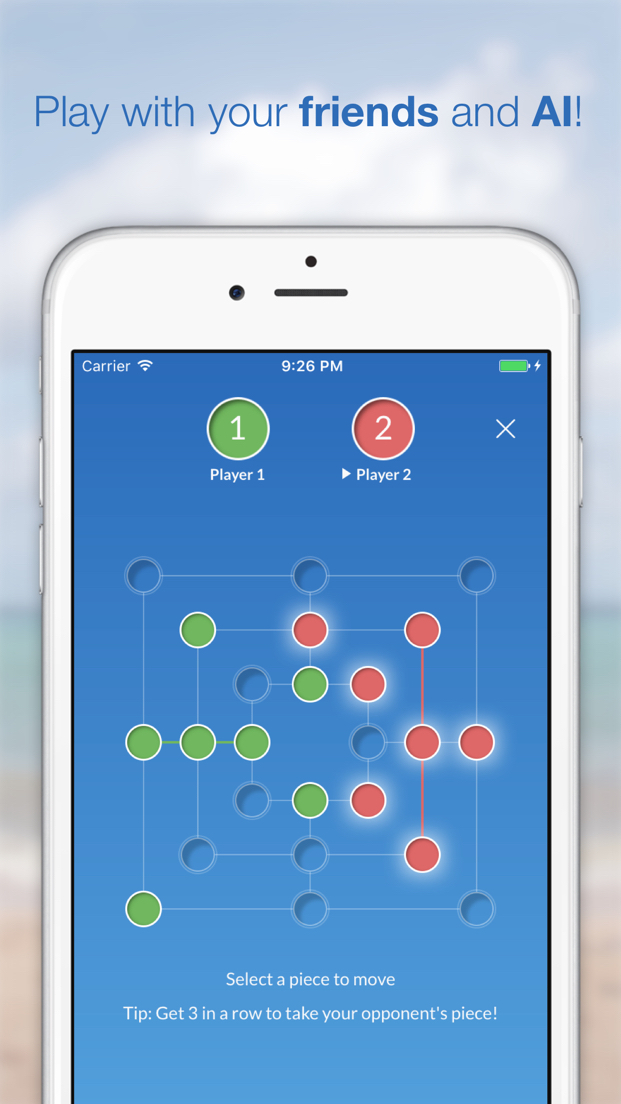 Play with your friends and AI!
Carrier 9:26 PM
1 2
Player 1 Player 2
Select a piece to move
Tip: Get 3 in a row to take your opponent's piece!